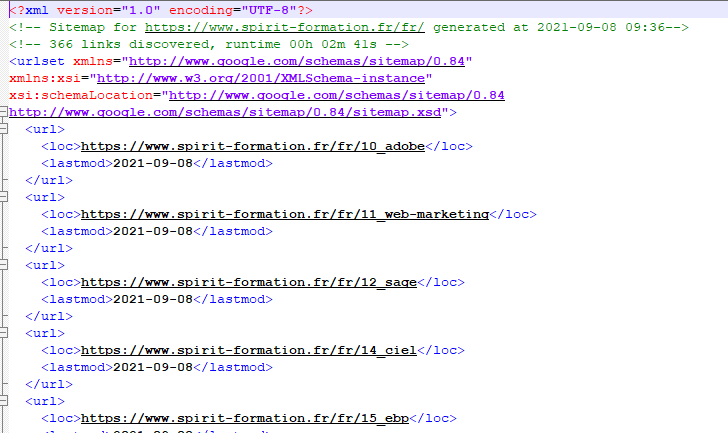 <?xml version="1.0" encoding="UTF-8"?>
<!-- Sitemap for https://www.spirit-formation.fr/fr/ generated at 2021-09-08 09:36-->
<!-- 366 links discovered, runtime 00h 02m 41s -->
<urlset xmlns="http://www.google.com/schemas/sitemap/0.84"
xmlns:xsi="http://www.w3.org/2001/XMLSchema-instance"
xsi:schemaLocation="http://www.google.com/schemas/sitemap/0.84
http://www.google.com/schemas/sitemap/0.84/sitemap.xsd">
<url>
<loc>https://www.spirit-formation.fr/fr/10_adobe</loc>
<lastmod>2021-09-08</lastmod>
</url>
<url>
<loc>https://www.spirit-formation.fr/fr/11_web-marketing</loc>
<lastmod>2021-09-08</lastmod>
</url>
<url>
<loc>https://www.spirit-formation.fr/fr/12_sage</loc>
<lastmod>2021-09-08</lastmod>
</url>
<url>
<loc>https://www.spirit-formation.fr/fr/14_ciel</loc>
<lastmod>2021-09-08</lastmod>
</url>
<url>
<loc>https://www.spirit-formation.fr/fr/15_ebp</loc>